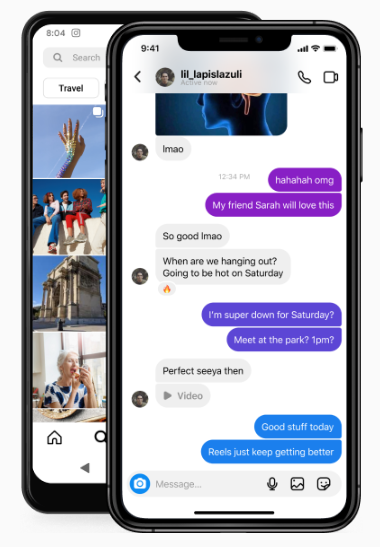 8:04
Search
Travel
9:41
lil_lapislazuli
Active now
lmao
12:34 PM
hahahah omg
My friend Sarah will love this
So good lmao
When are we hanging out?
Going to be hot on Saturday
I'm super down for Saturday?
Meet at the park? 1pm?
Perfect seeya then
Video
Good stuff today
Reels just keep getting better
Message...